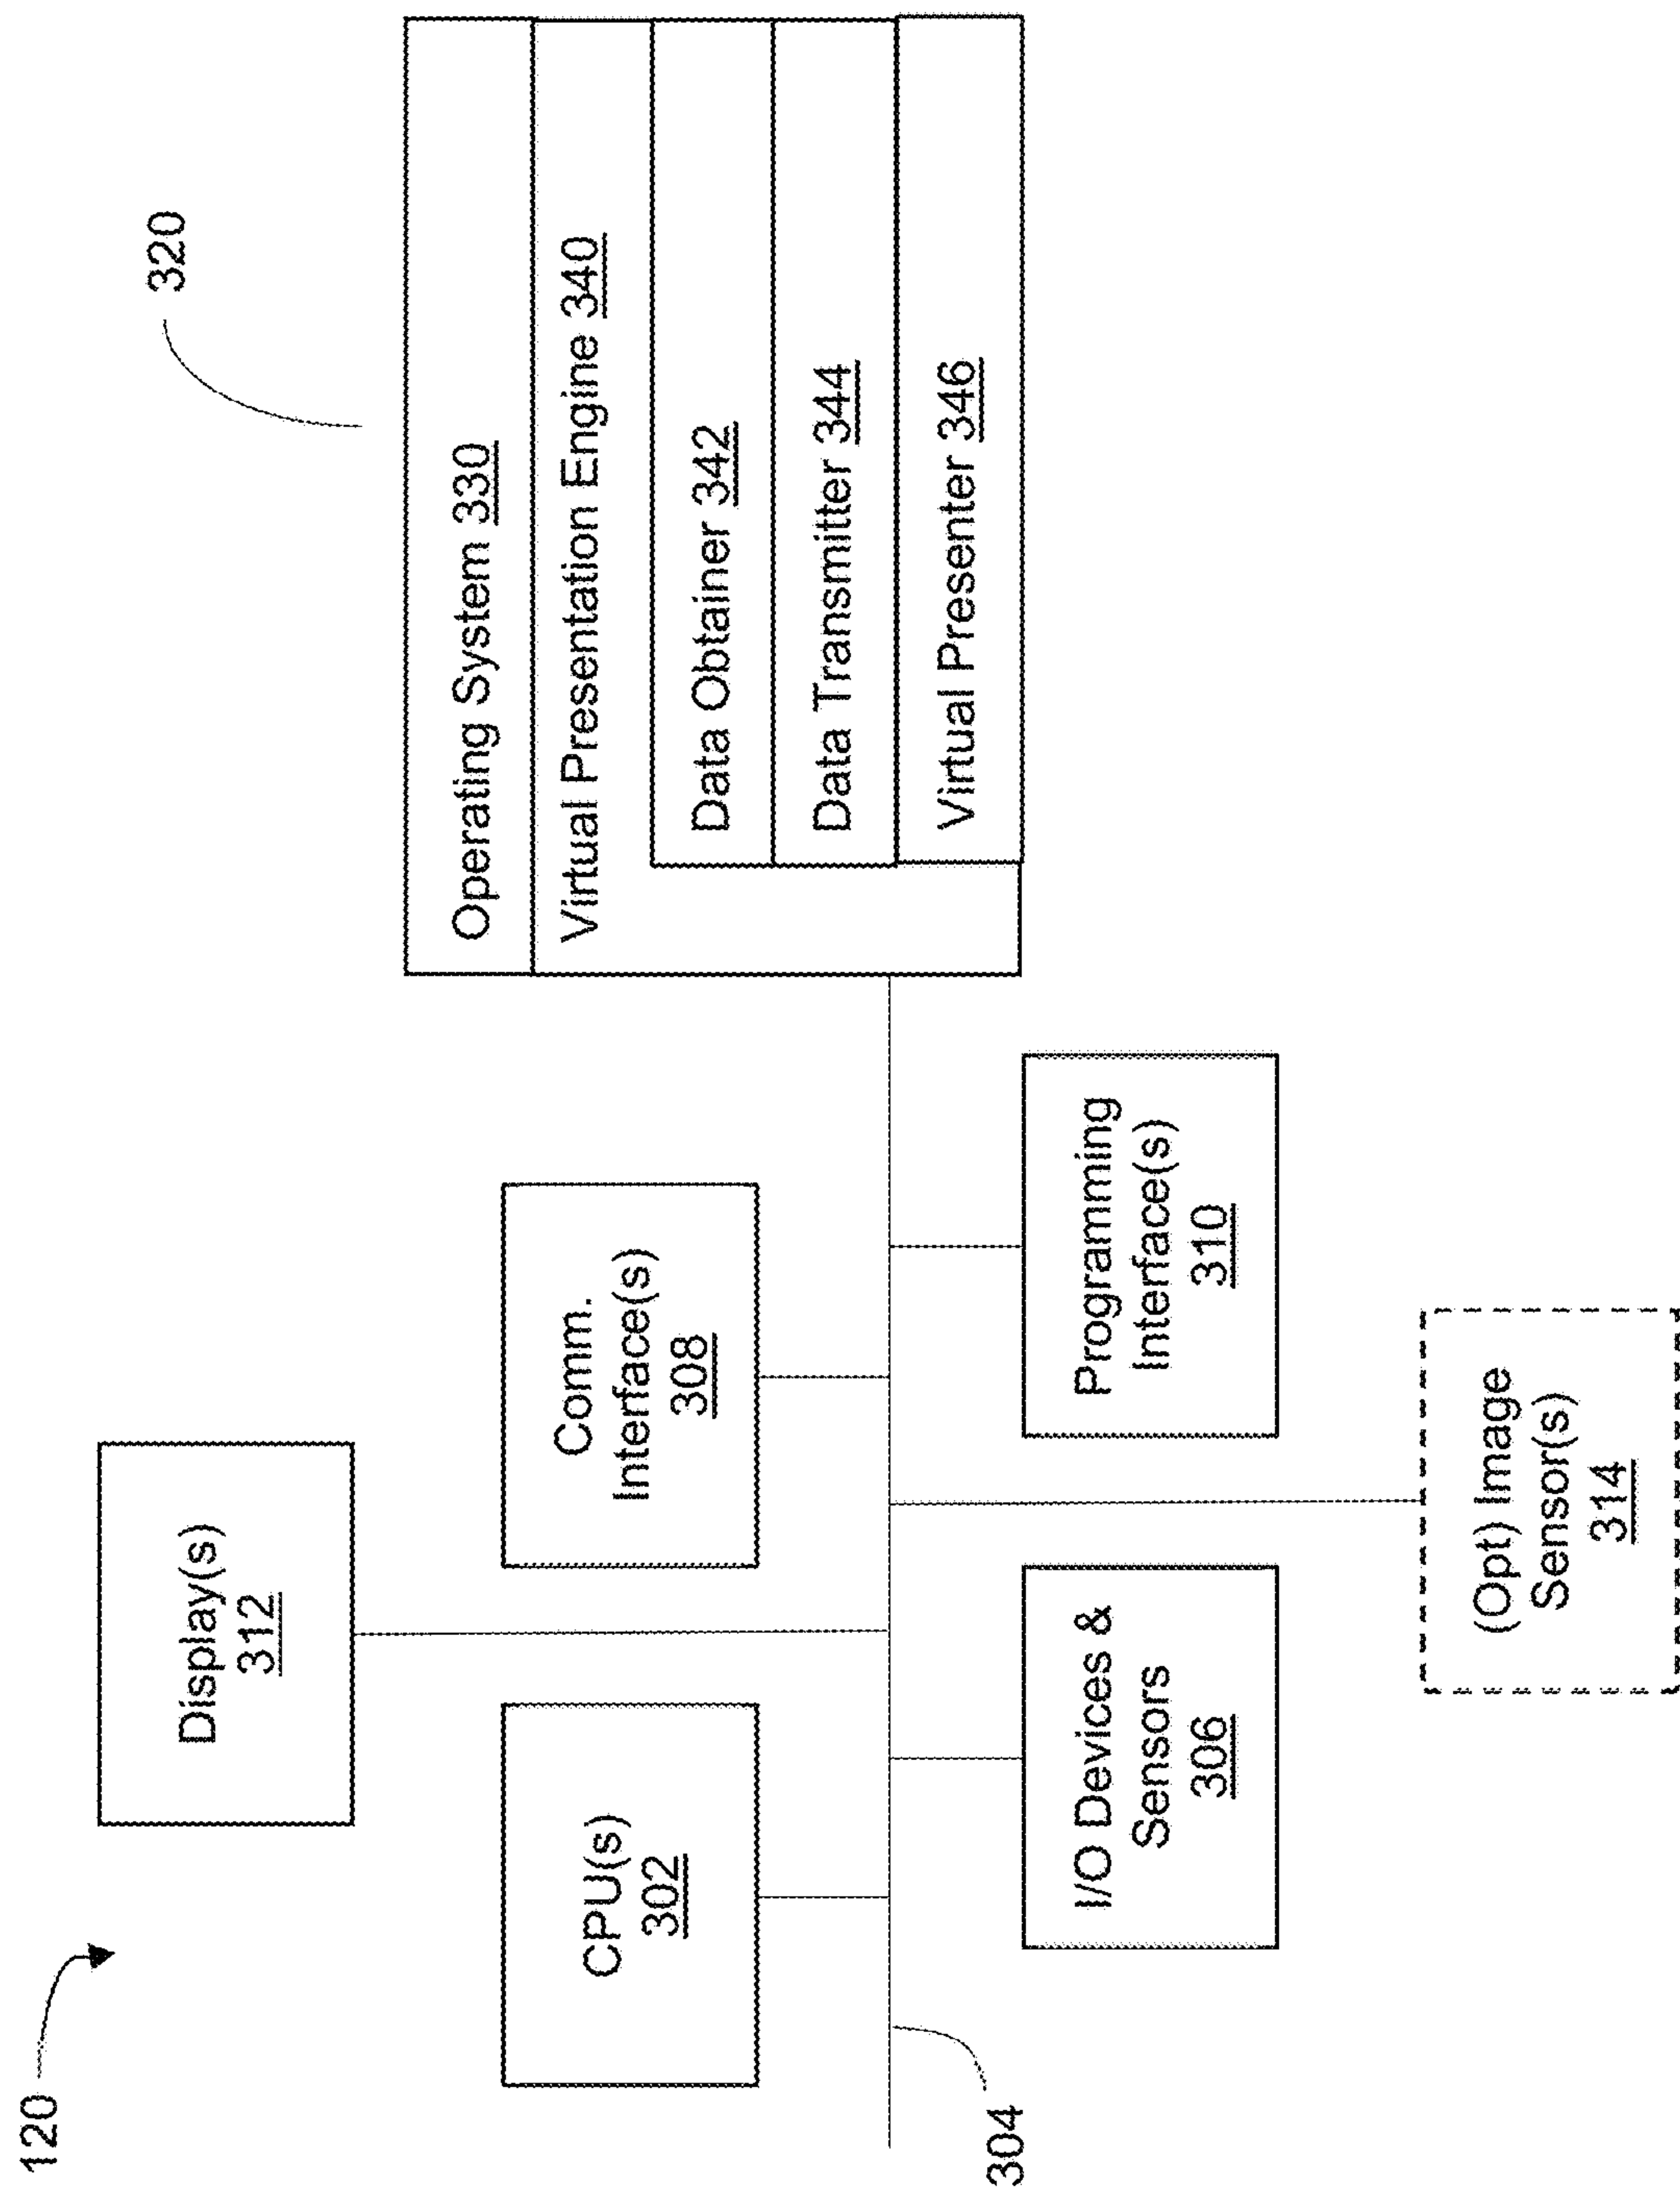 120
Display(s)
312
320
CPU(s)
302
Comm.
Interface(s)
308
Operating System 330
Virtual Presentation Engine 340
Data Obtainer 342
Data Transmitter 344
Virtual Presenter 346
304
I/O Devices &
Sensors
306
Programming
Interface(s)
310
(Opt) Image
Sensor(s)
314